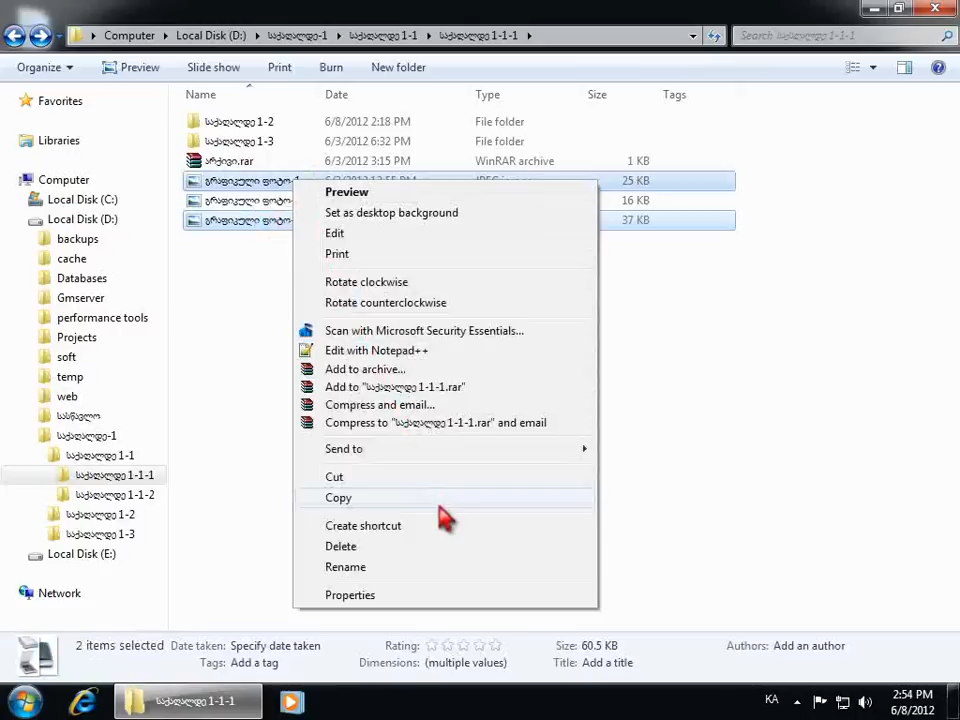 Computer Local Disk (D:) საქაღალდე-1 საქაღალდე 1-1 საქაღალდე 1-1-1 Search საქაღალდე 1-1-1
Organize Preview Slide show Print Burn New folder
Name Date Type Size Tags
Favorites
Libraries
Computer
Local Disk (C:)
Local Disk (D:)
backups
cache
Databases
Gmserver
performance tools
Projects
soft
temp
web
სასწავლო
საქაღალდე-1
საქაღალდე 1-1
საქაღალდე 1-1-1
საქაღალდე 1-1-2
საქაღალდე 1-2
საქაღალდე 1-3
Local Disk (E:)
Network
საქაღალდე 1-2 6/8/2012 2:18 PM File folder
საქაღალდე 1-3 6/3/2012 6:32 PM File folder
არქივი.rar 6/3/2012 3:15 PM WinRAR archive 1 KB
გრაფიკული ფოტო-1 25 KB
გრაფიკული ფოტო- 16 KB
გრაფიკული ფოტო- 37 KB
Preview
Set as desktop background
Edit
Print
Rotate clockwise
Rotate counterclockwise
Scan with Microsoft Security Essentials...
Edit with Notepad++
Add to archive...
Add to "საქაღალდე 1-1-1.rar"
Compress and email...
Compress to "საქაღალდე 1-1-1.rar" and email
Send to
Cut
Copy
Create shortcut
Delete
Rename
Properties
2 items selected Date taken: Specify date taken Rating: Size: 60.5 KB Authors: Add an author
Tags: Add a tag Dimensions: (multiple values) Title: Add a title
საქაღალდე 1-1-1 KA 2:54 PM
6/8/2012